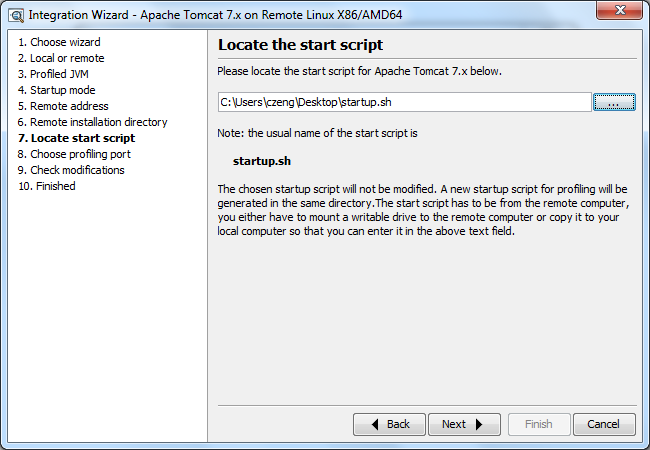 Integration Wizard - Apache Tomcat 7.x on Remote Linux X86/AMD64
1. Choose wizard
2. Local or remote
3. Profiled JVM
4. Startup mode
5. Remote address
6. Remote installation directory
7. Locate start script
8. Choose profiling port
9. Check modifications
10. Finished
Locate the start script
Please locate the start script for Apache Tomcat 7.x below.
C:\Users\czeng\Desktop\startup.sh
...
Note: the usual name of the start script is
startup.sh
The chosen startup script will not be modified. A new startup script for profiling will be
generated in the same directory.The start script has to be from the remote computer,
you either have to mount a writable drive to the remote computer or copy it to your
local computer so that you can enter it in the above text field.
Back
Next
Finish
Cancel